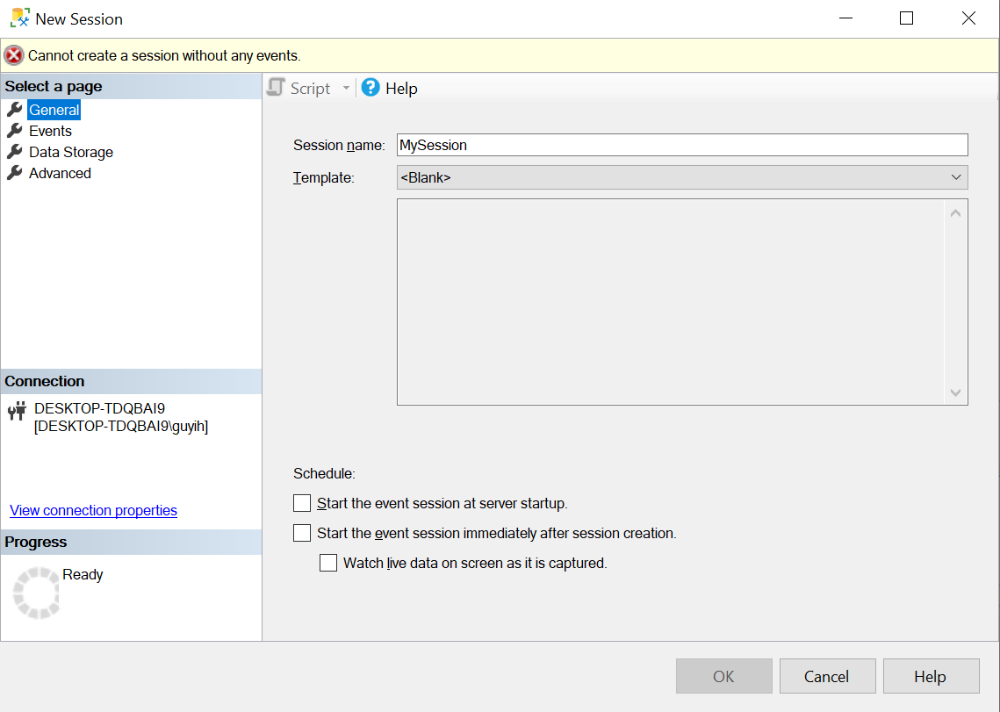 New Session
Cannot create a session without any events.
Select a page
General
Events
Data Storage
Advanced
Connection
DESKTOP-TDQBAI9
[DESKTOP-TDQBAI9\guyih]
View connection properties
Progress
Ready
Script
Help
Session name: MySession
Template: <Blank>
Schedule:
Start the event session at server startup.
Start the event session immediately after session creation.
Watch live data on screen as it is captured.
OK Cancel Help